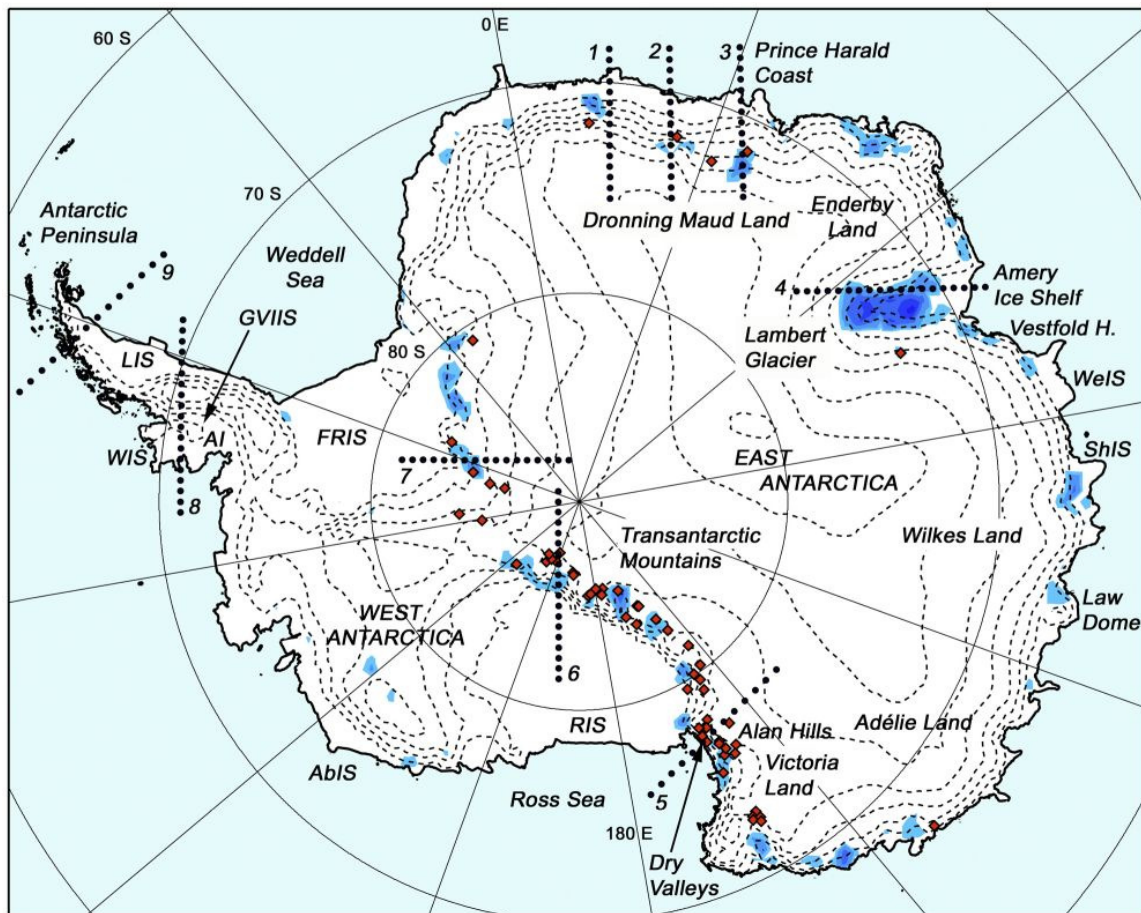 60 S
0 E
1
2
3
Prince Harald
Coast
70 S
Antarctic
Peninsula
9
Weddell
Sea
Dronning Maud Land
Enderby
Land
GVIIS
4
Amery
Ice Shelf
Vestfold H.
LIS
80 S
Lambert
Glacier
WeIS
FRIS
AI
WIS
7
EAST
ANTARCTICA
ShIS
8
Transantarctic
Mountains
Wilkes Land
WEST
ANTARCTICA
Law
Dome
6
RIS
Alan Hills
Adélie Land
Victoria
Land
AbIS
Ross Sea
5
180 E
Dry
Valleys